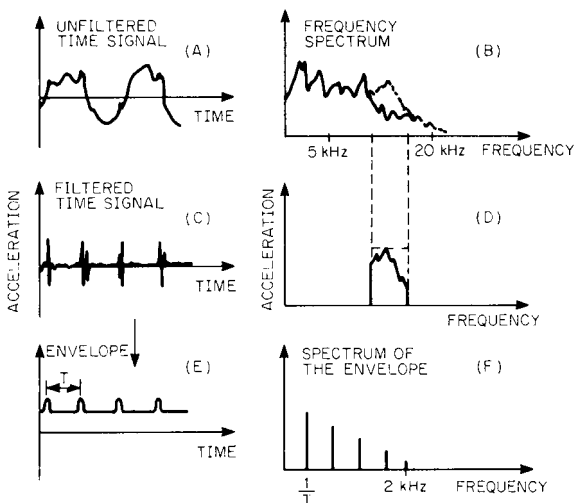 UNFILTERED
TIME SIGNAL
(A)
TIME
FREQUENCY
SPECTRUM
(B)
5 kHz
20 kHz
FREQUENCY
ACCELERATION
FILTERED
TIME SIGNAL
(C)
TIME
ACCELERATION
(D)
FREQUENCY
ENVELOPE
(E)
T
TIME
SPECTRUM OF
THE ENVELOPE
(F)
1
T
2 kHz
FREQUENCY